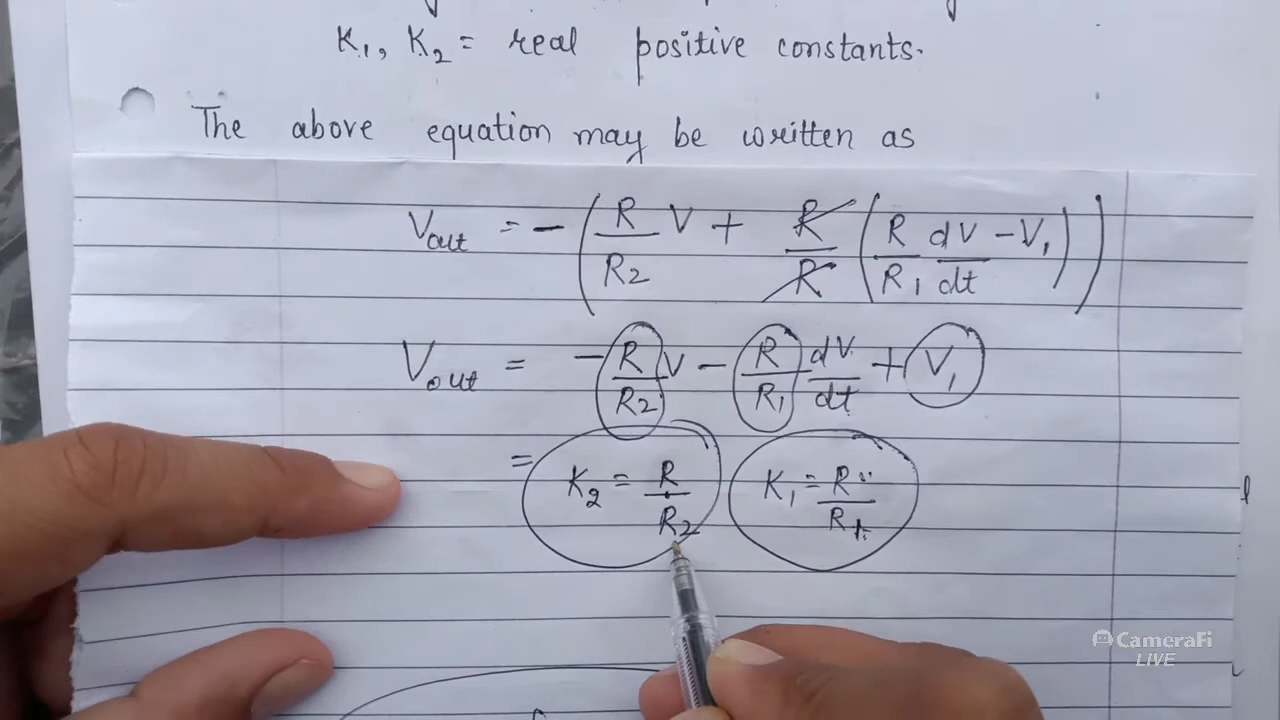 K₁, K₂ = real positive constants.
The above equation may be written as
Vout = - (R/R2 V + R/R (R/R₁ dV/dt - V₁))
Vout = - R/R2 V - R/R₁ dV/dt + V₁
= K₂ = R/R2 K₁ = R/R₁
CameraFi
LIVE